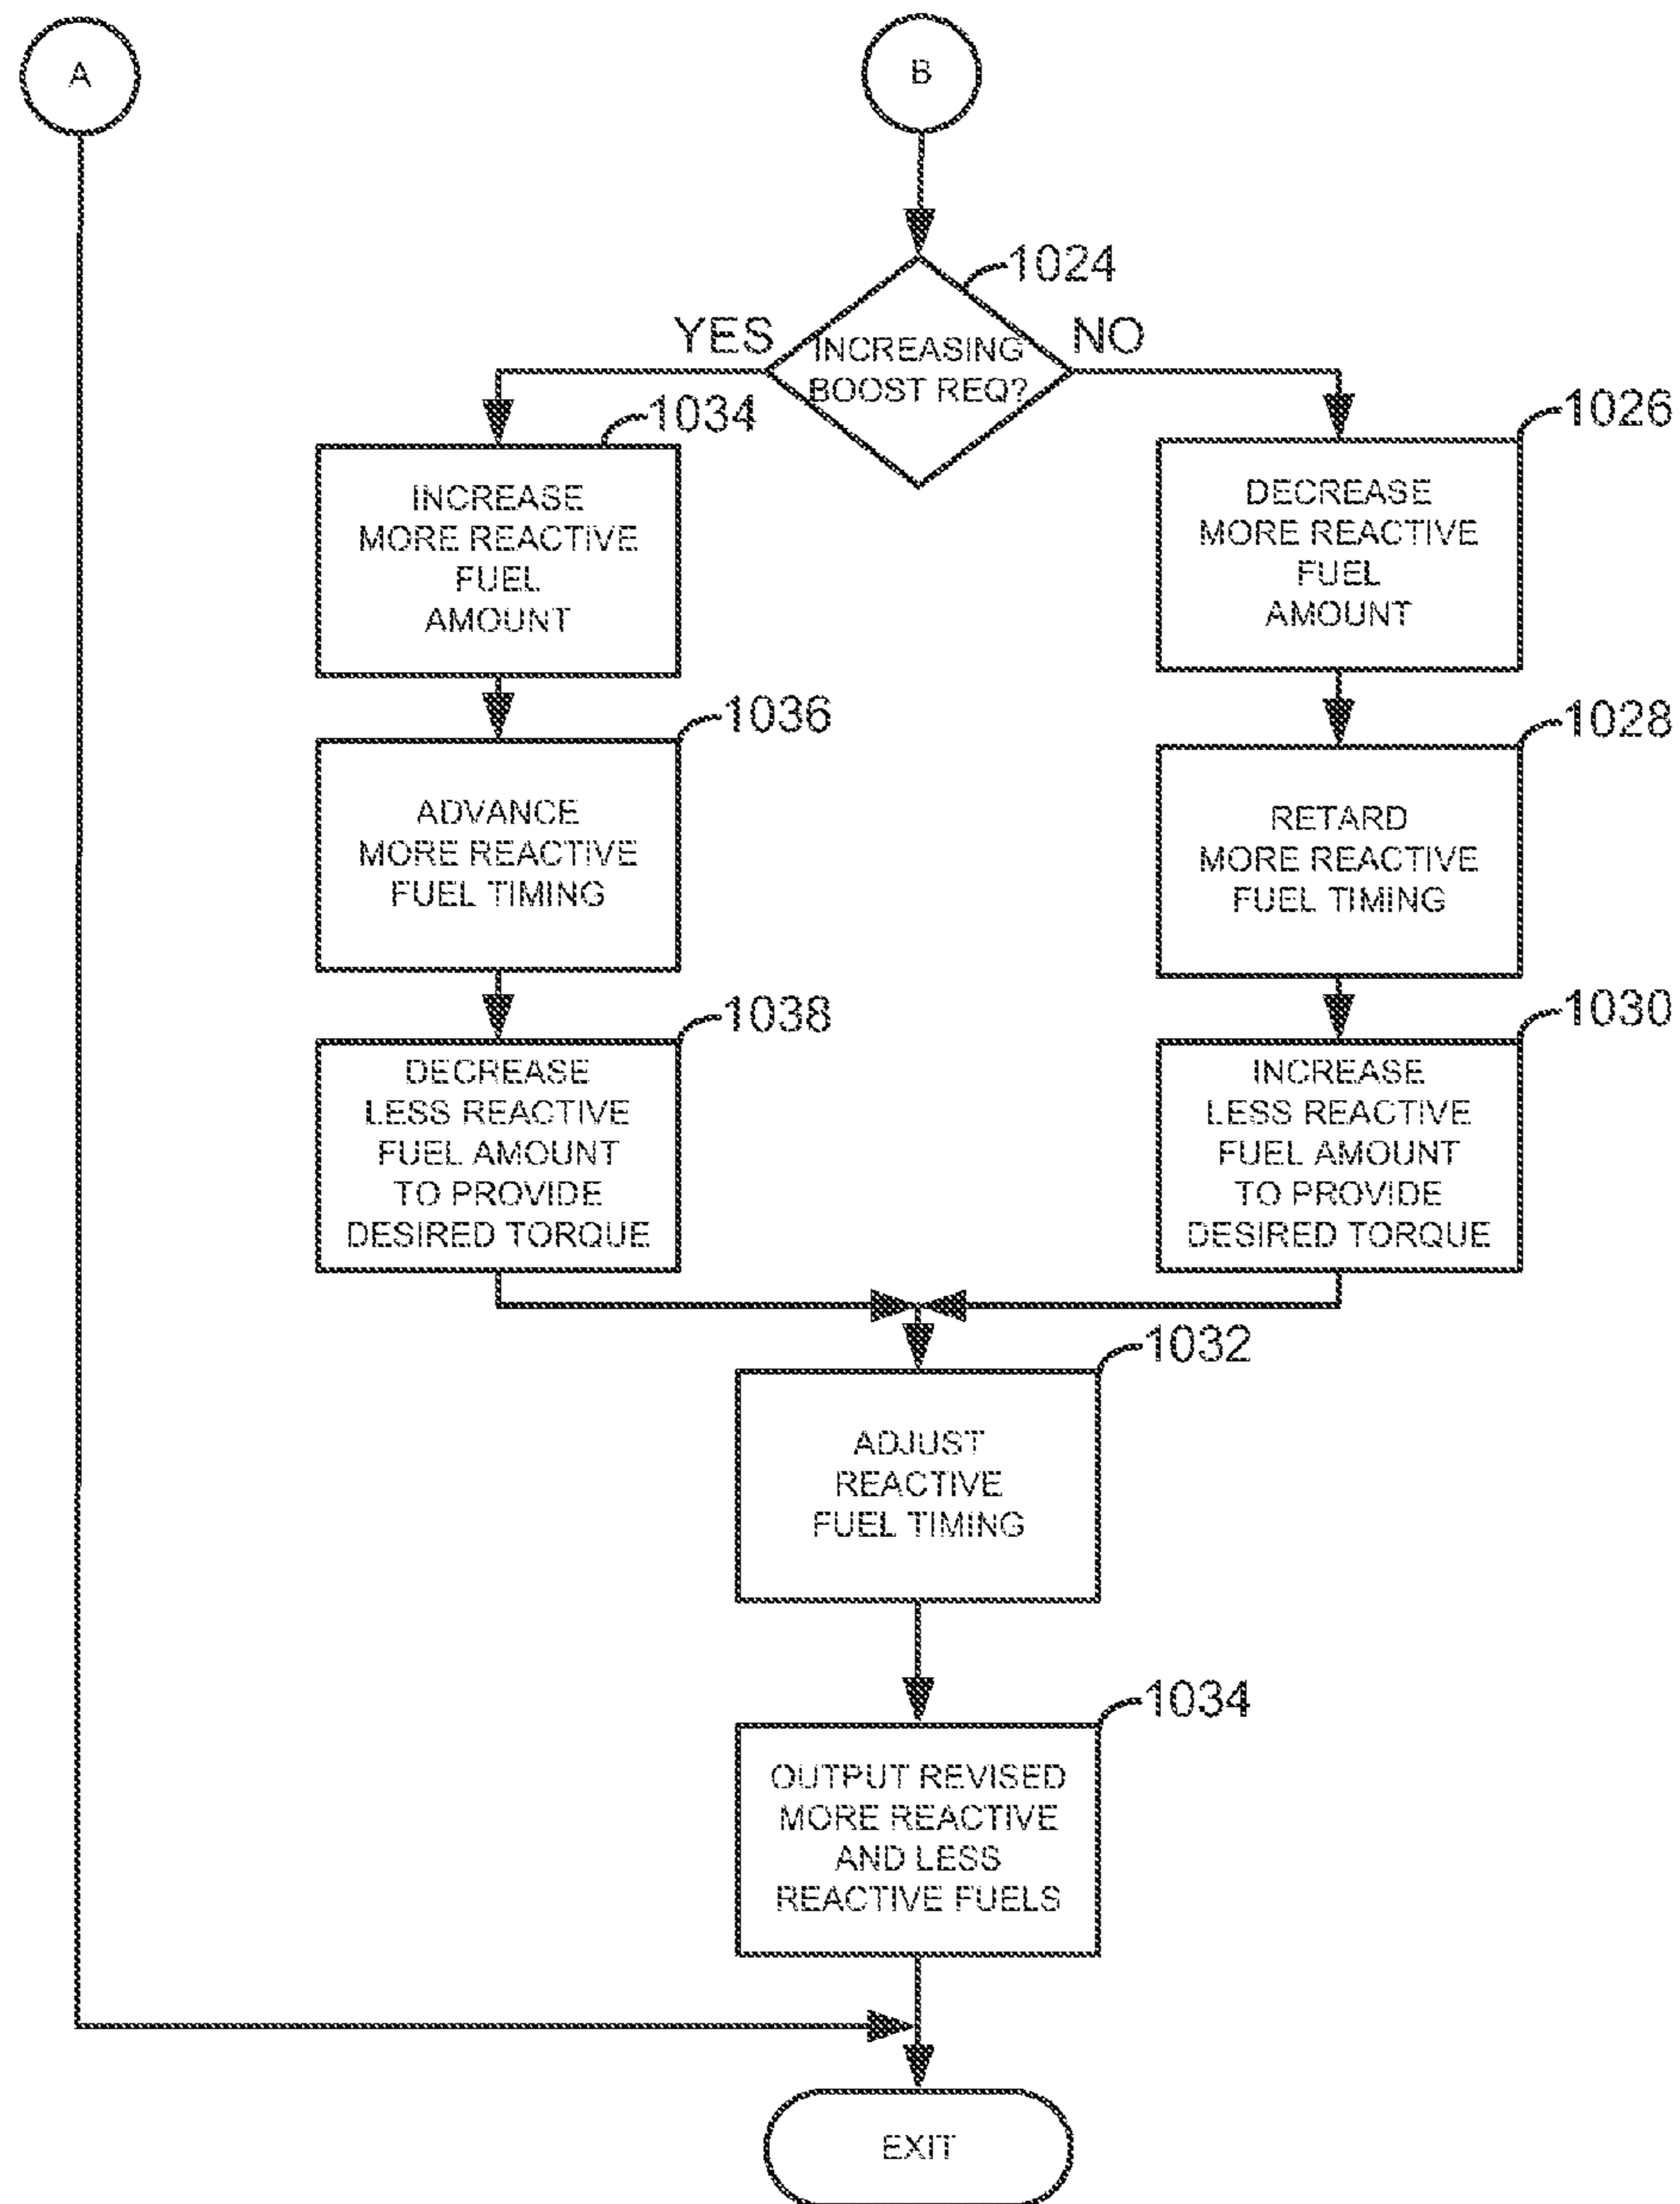 A
B
1024
YES
NO
INCREASING
BOOST REQ?
1034
INCREASE
MORE REACTIVE
FUEL
AMOUNT
1026
DECREASE
MORE REACTIVE
FUEL
AMOUNT
1036
ADVANCE
MORE REACTIVE
FUEL TIMING
1028
RETARD
MORE REACTIVE
FUEL TIMING
1038
DECREASE
LESS REACTIVE
FUEL AMOUNT
TO PROVIDE
DESIRED TORQUE
1030
INCREASE
LESS REACTIVE
FUEL AMOUNT
TO PROVIDE
DESIRED TORQUE
1032
ADJUST
REACTIVE
FUEL TIMING
1034
OUTPUT REVISED
MORE REACTIVE
AND LESS
REACTIVE FUELS
EXIT